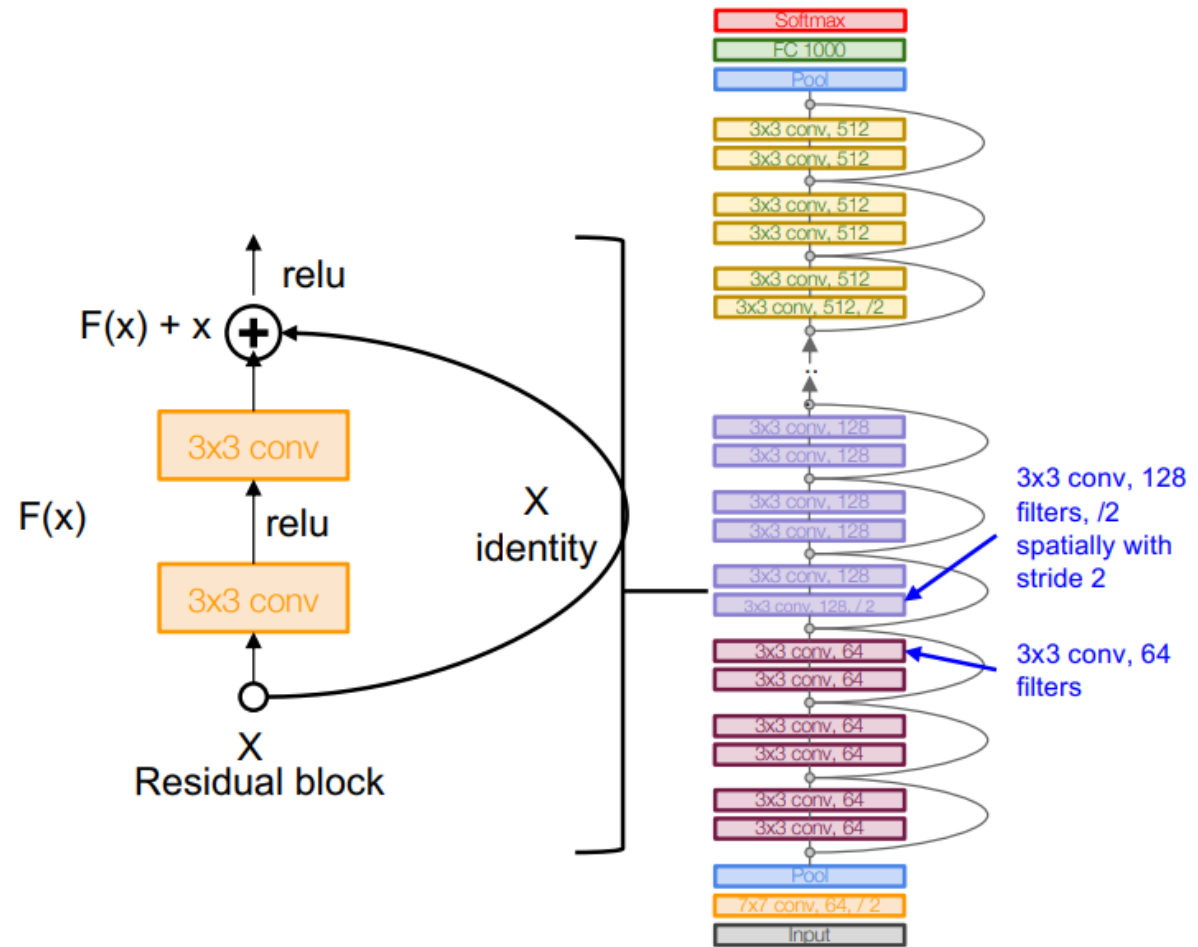 relu
F(x) + x
3x3 conv
F(x)
relu
X
identity
3x3 conv
X
Residual block
Softmax
FC 1000
Pool
3x3 conv, 512
3x3 conv, 512
3x3 conv, 512
3x3 conv, 512
3x3 conv, 512
3x3 conv, 512, /2
..
3x3 conv, 128
3x3 conv, 128
3x3 conv, 128
3x3 conv, 128
3x3 conv, 128
3x3 conv, 128, / 2
3x3 conv, 64
3x3 conv, 64
3x3 conv, 64
3x3 conv, 64
3x3 conv, 64
3x3 conv, 64
Pool
7x7 conv, 64, / 2
Input
3x3 conv, 128
filters, /2
spatially with
stride 2
3x3 conv, 64
filters